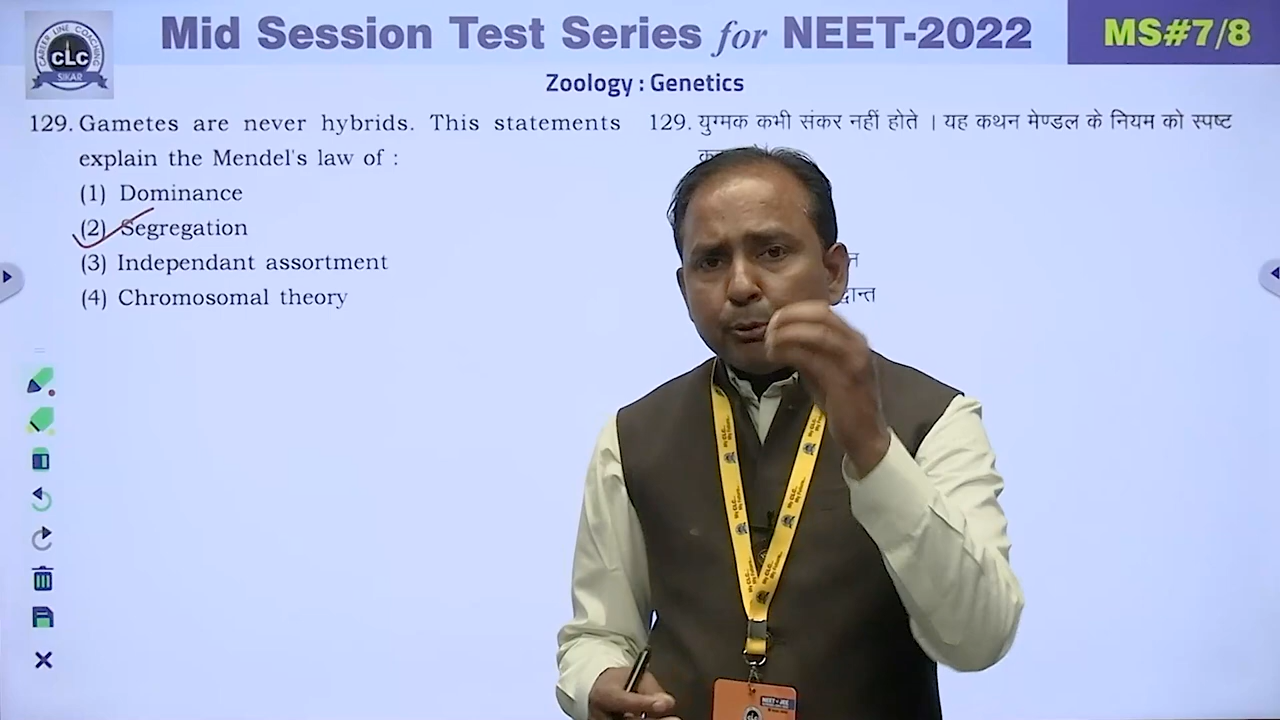 CAREER LINE COACHING
CLC
SIKAR
Mid Session Test Series for NEET-2022
MS#7/8
Zoology : Genetics
129. Gametes are never hybrids. This statements
explain the Mendel's law of :
(1) Dominance
(2) Segregation
(3) Independant assortment
(4) Chromosomal theory
129. युग्मक कभी संकर नहीं होते । यह कथन मेण्डल के नियम को स्पष्ट